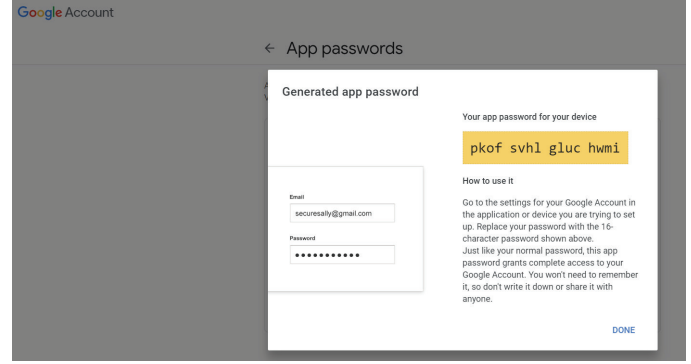 Google Account
← App passwords
Generated app password
Your app password for your device
pkof svhl gluc hwmi
How to use it
Go to the settings for your Google Account in
the application or device you are trying to set
up. Replace your password with the 16-
character password shown above.
Just like your normal password, this app
password grants complete access to your
Google Account. You won't need to remember
it, so don't write it down or share it with
anyone.
Email
securesally@gmail.com
Password
●●●●●●●●●●●
DONE